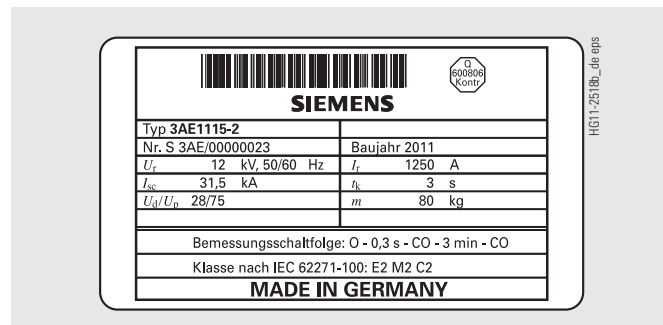 Q
600806
Kontr
SIEMENS
Typ 3AE1115-2
Nr. S 3AE/00000023 Baujahr 2011
Ur 12 kV, 50/60 Hz Ir 1250 A
Isc 31,5 kA tk 3 s
Ud/Up 28/75 m 80 kg
Bemessungsschaltfolge: O - 0,3 s - CO - 3 min - CO
Klasse nach IEC 62271-100: E2 M2 C2
MADE IN GERMANY
HG11-2518b_de eps